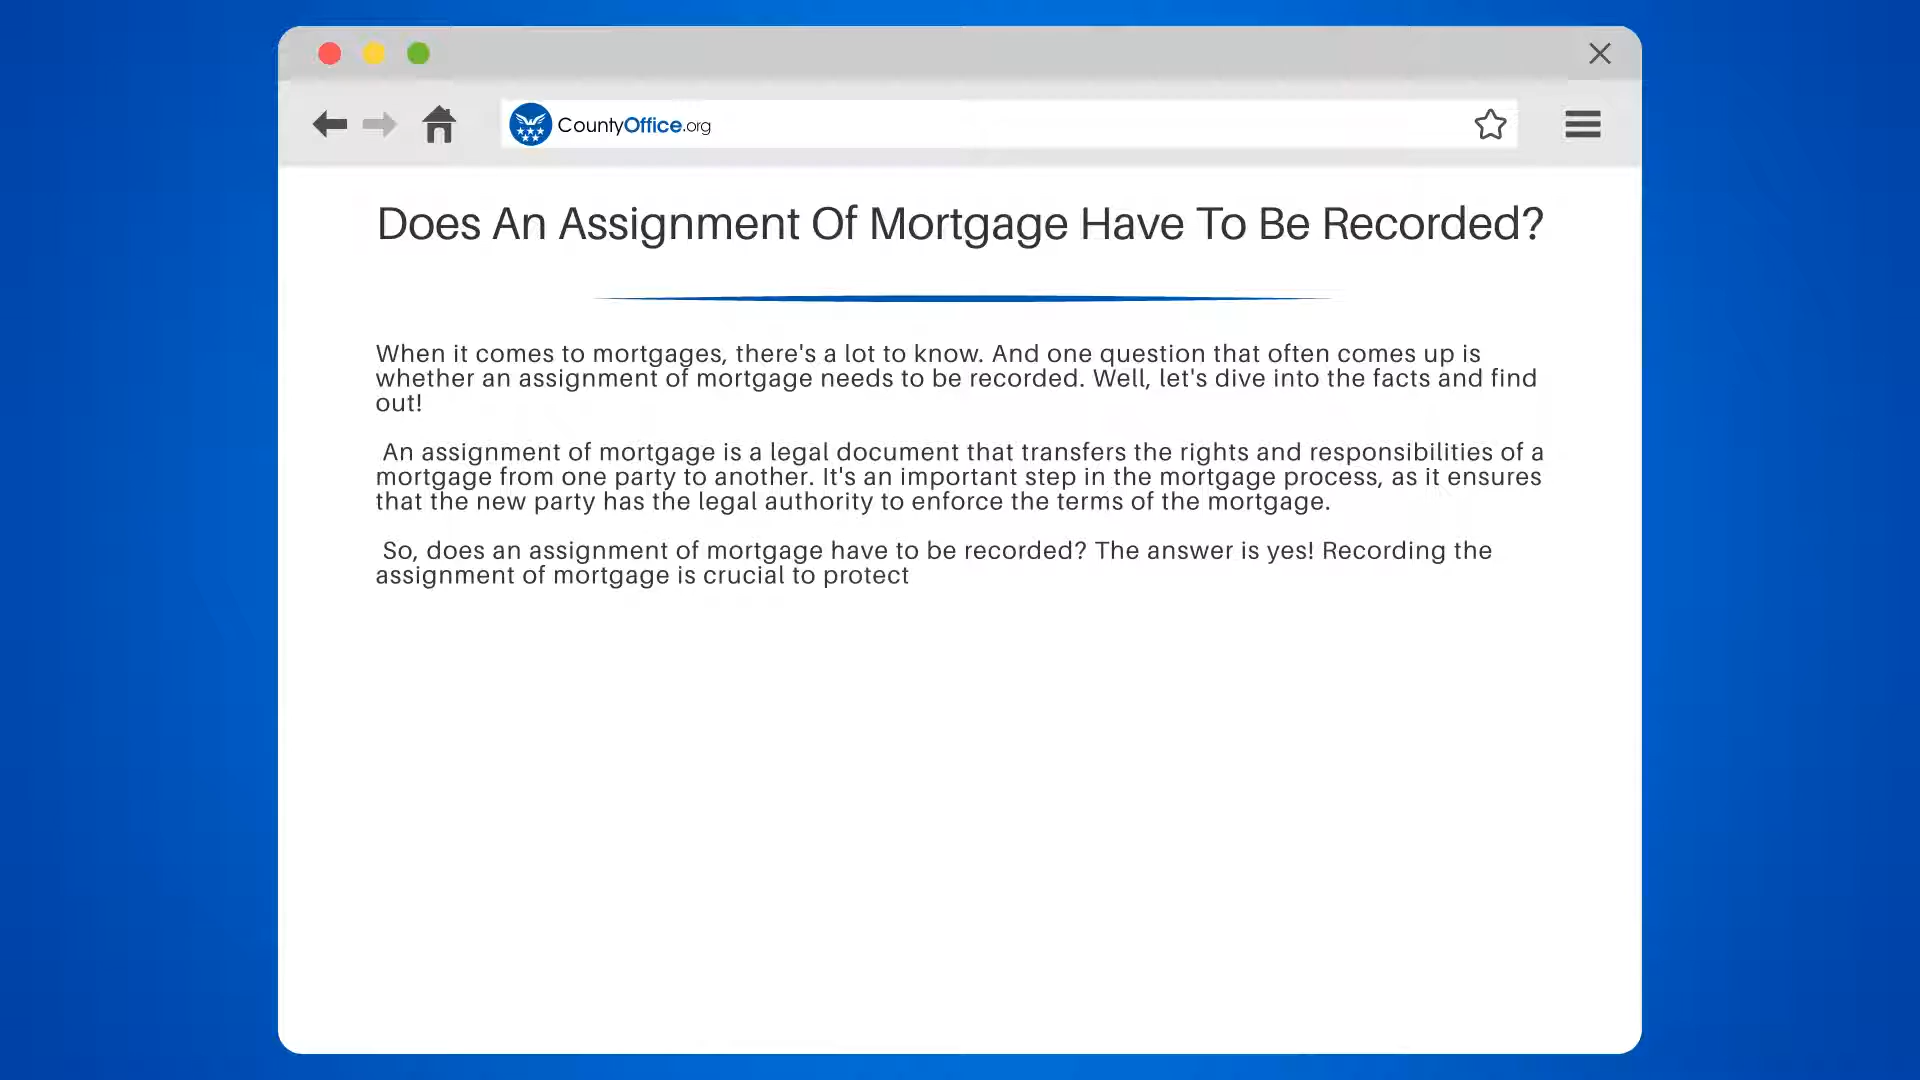 CountyOffice.org
Does An Assignment Of Mortgage Have To Be Recorded?
When it comes to mortgages, there's a lot to know. And one question that often comes up is
whether an assignment of mortgage needs to be recorded. Well, let's dive into the facts and find
out!
An assignment of mortgage is a legal document that transfers the rights and responsibilities of a
mortgage from one party to another. It's an important step in the mortgage process, as it ensures
that the new party has the legal authority to enforce the terms of the mortgage.
So, does an assignment of mortgage have to be recorded? The answer is yes! Recording the
assignment of mortgage is crucial to protect